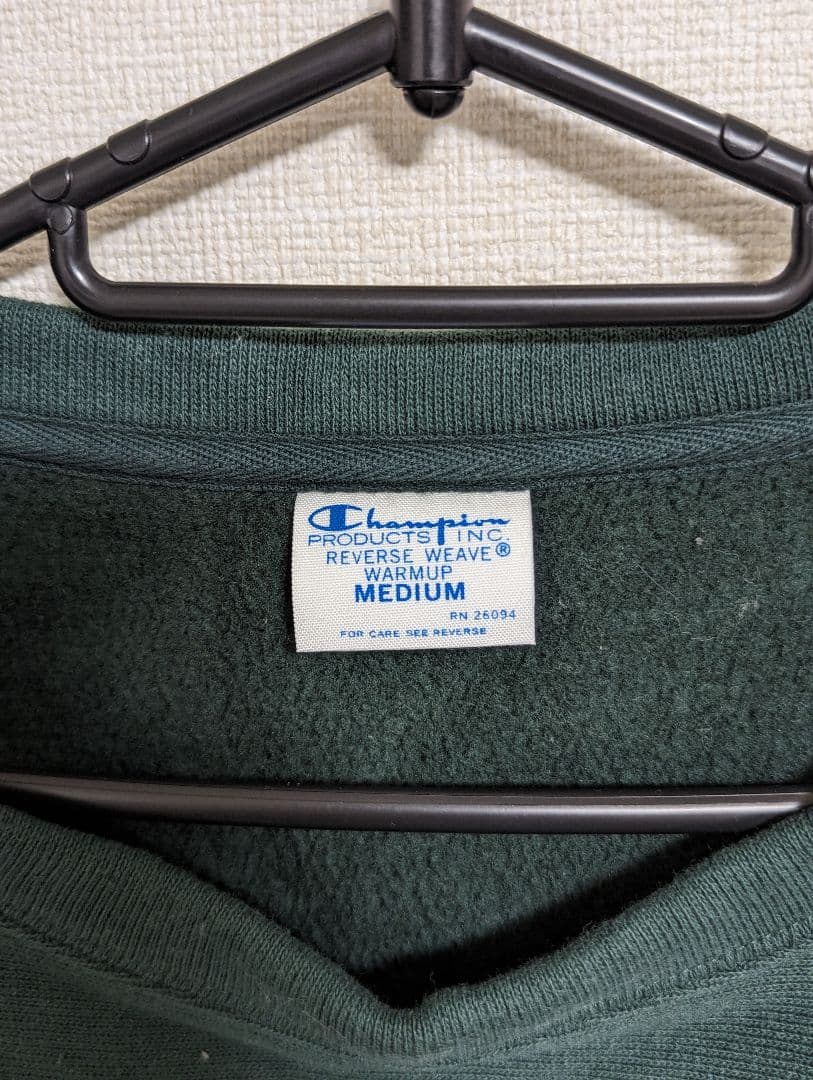 Champion
PRODUCTS INC.
REVERSE WEAVE®
WARMUP
MEDIUM
RN 26094
FOR CARE SEE REVERSE